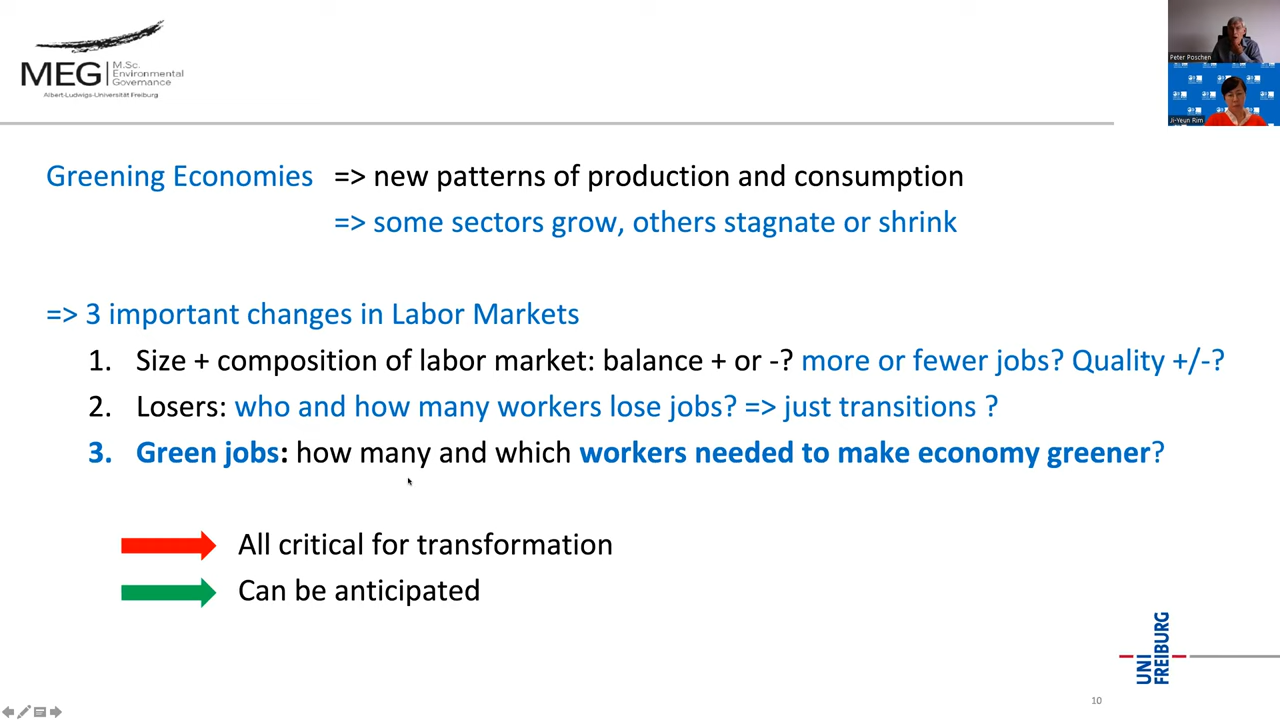 MEG
M.Sc.
Environmental
Governance
Albert-Ludwigs-Universität Freiburg
Peter Poschen
Ji-Yeun Rim
Greening Economies => new patterns of production and consumption
=> some sectors grow, others stagnate or shrink
=> 3 important changes in Labor Markets
1. Size + composition of labor market: balance + or -? more or fewer jobs? Quality +/-?
2. Losers: who and how many workers lose jobs? => just transitions ?
3. Green jobs: how many and which workers needed to make economy greener?
All critical for transformation
Can be anticipated
UNI
FREIBURG
10